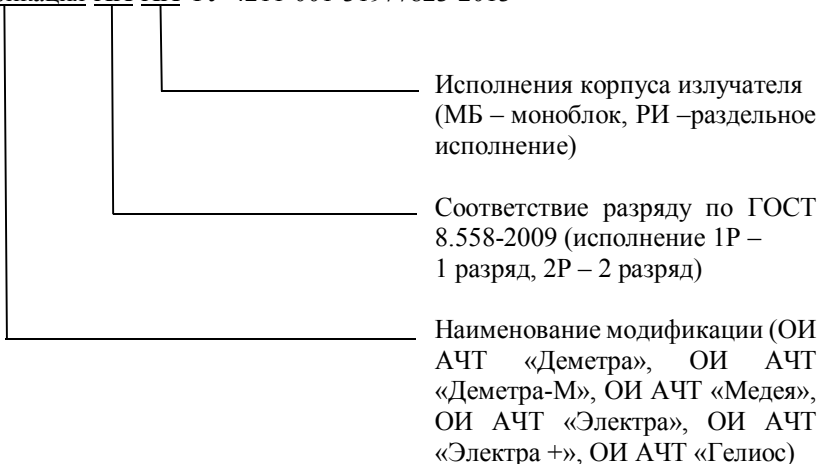 Исполнения корпуса излучателя
(МБ – моноблок, РИ –раздельное
исполнение)
Соответствие разряду по ГОСТ
8.558-2009 (исполнение 1Р –
1 разряд, 2Р – 2 разряд)
Наименование модификации (ОИ
АЧТ «Деметра», ОИ АЧТ
«Деметра-М», ОИ АЧТ «Медея»,
ОИ АЧТ «Электра», ОИ АЧТ
«Электра +», ОИ АЧТ «Гелиос)